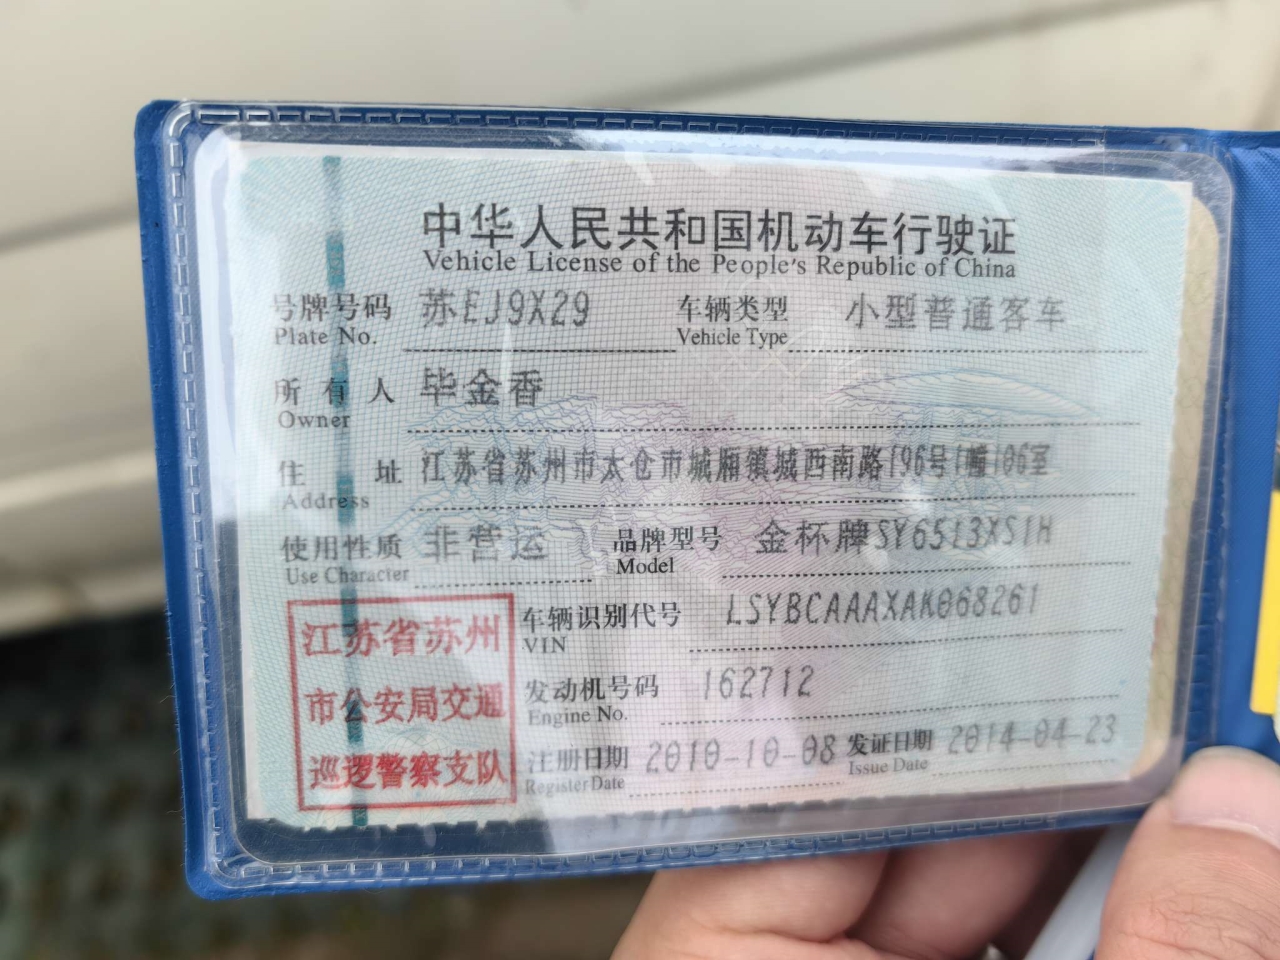 中华人民共和国机动车行驶证
Vehicle License of the People's Republic of China
号牌号码 苏EJ9X29 车辆类型 小型普通客车
Plate No. Vehicle Type
所有人 毕金香
Owner
住址 江苏省苏州市太仓市城厢镇城西南路196号1幢106室
Address
使用性质 非营运 品牌型号 金杯牌SY6513XS1H
Use Character Model
车辆识别代号 LSYBCAAAXAK068261
VIN
发动机号码 162712
Engine No.
注册日期 2010-10-08 发证日期 2014-04-23
Register Date Issue Date
江苏省苏州
市公安局交通
巡逻警察支队